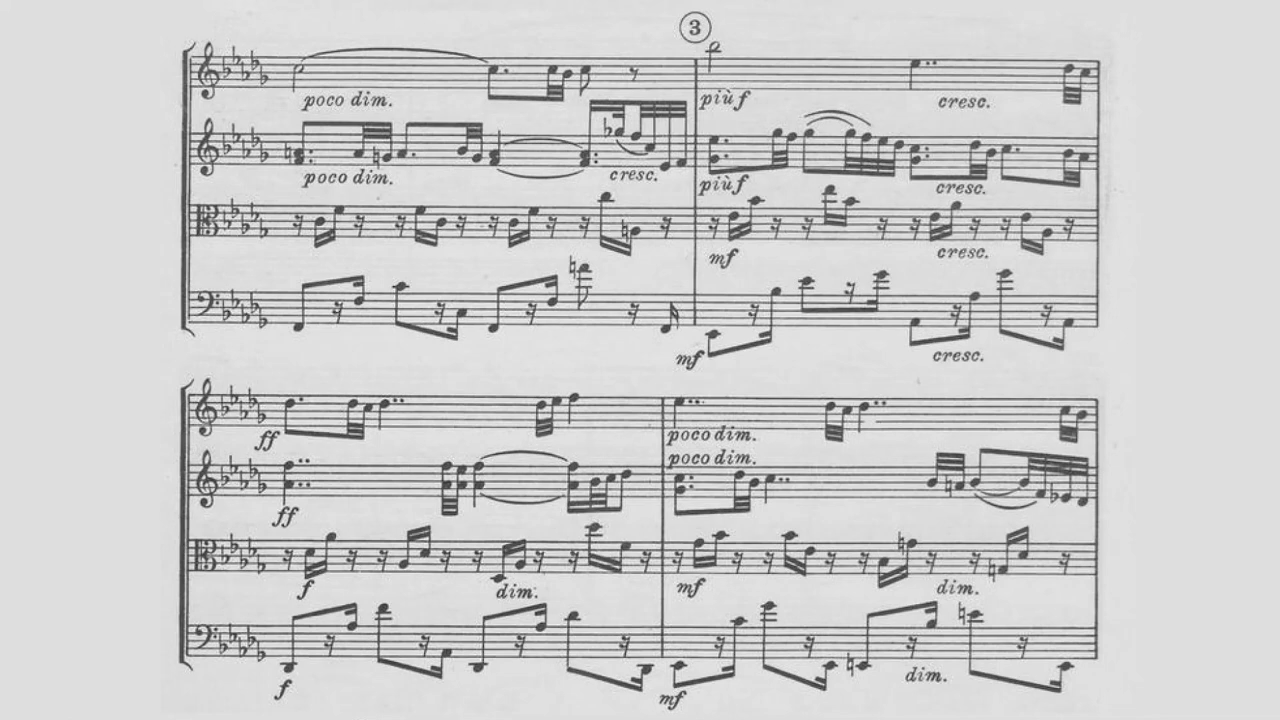 3
poco dim. più f cresc.
poco dim. cresc. più f cresc.
mf cresc.
mf cresc.
ff poco dim.
poco dim.
ff
f dim. mf dim.
f mf dim.